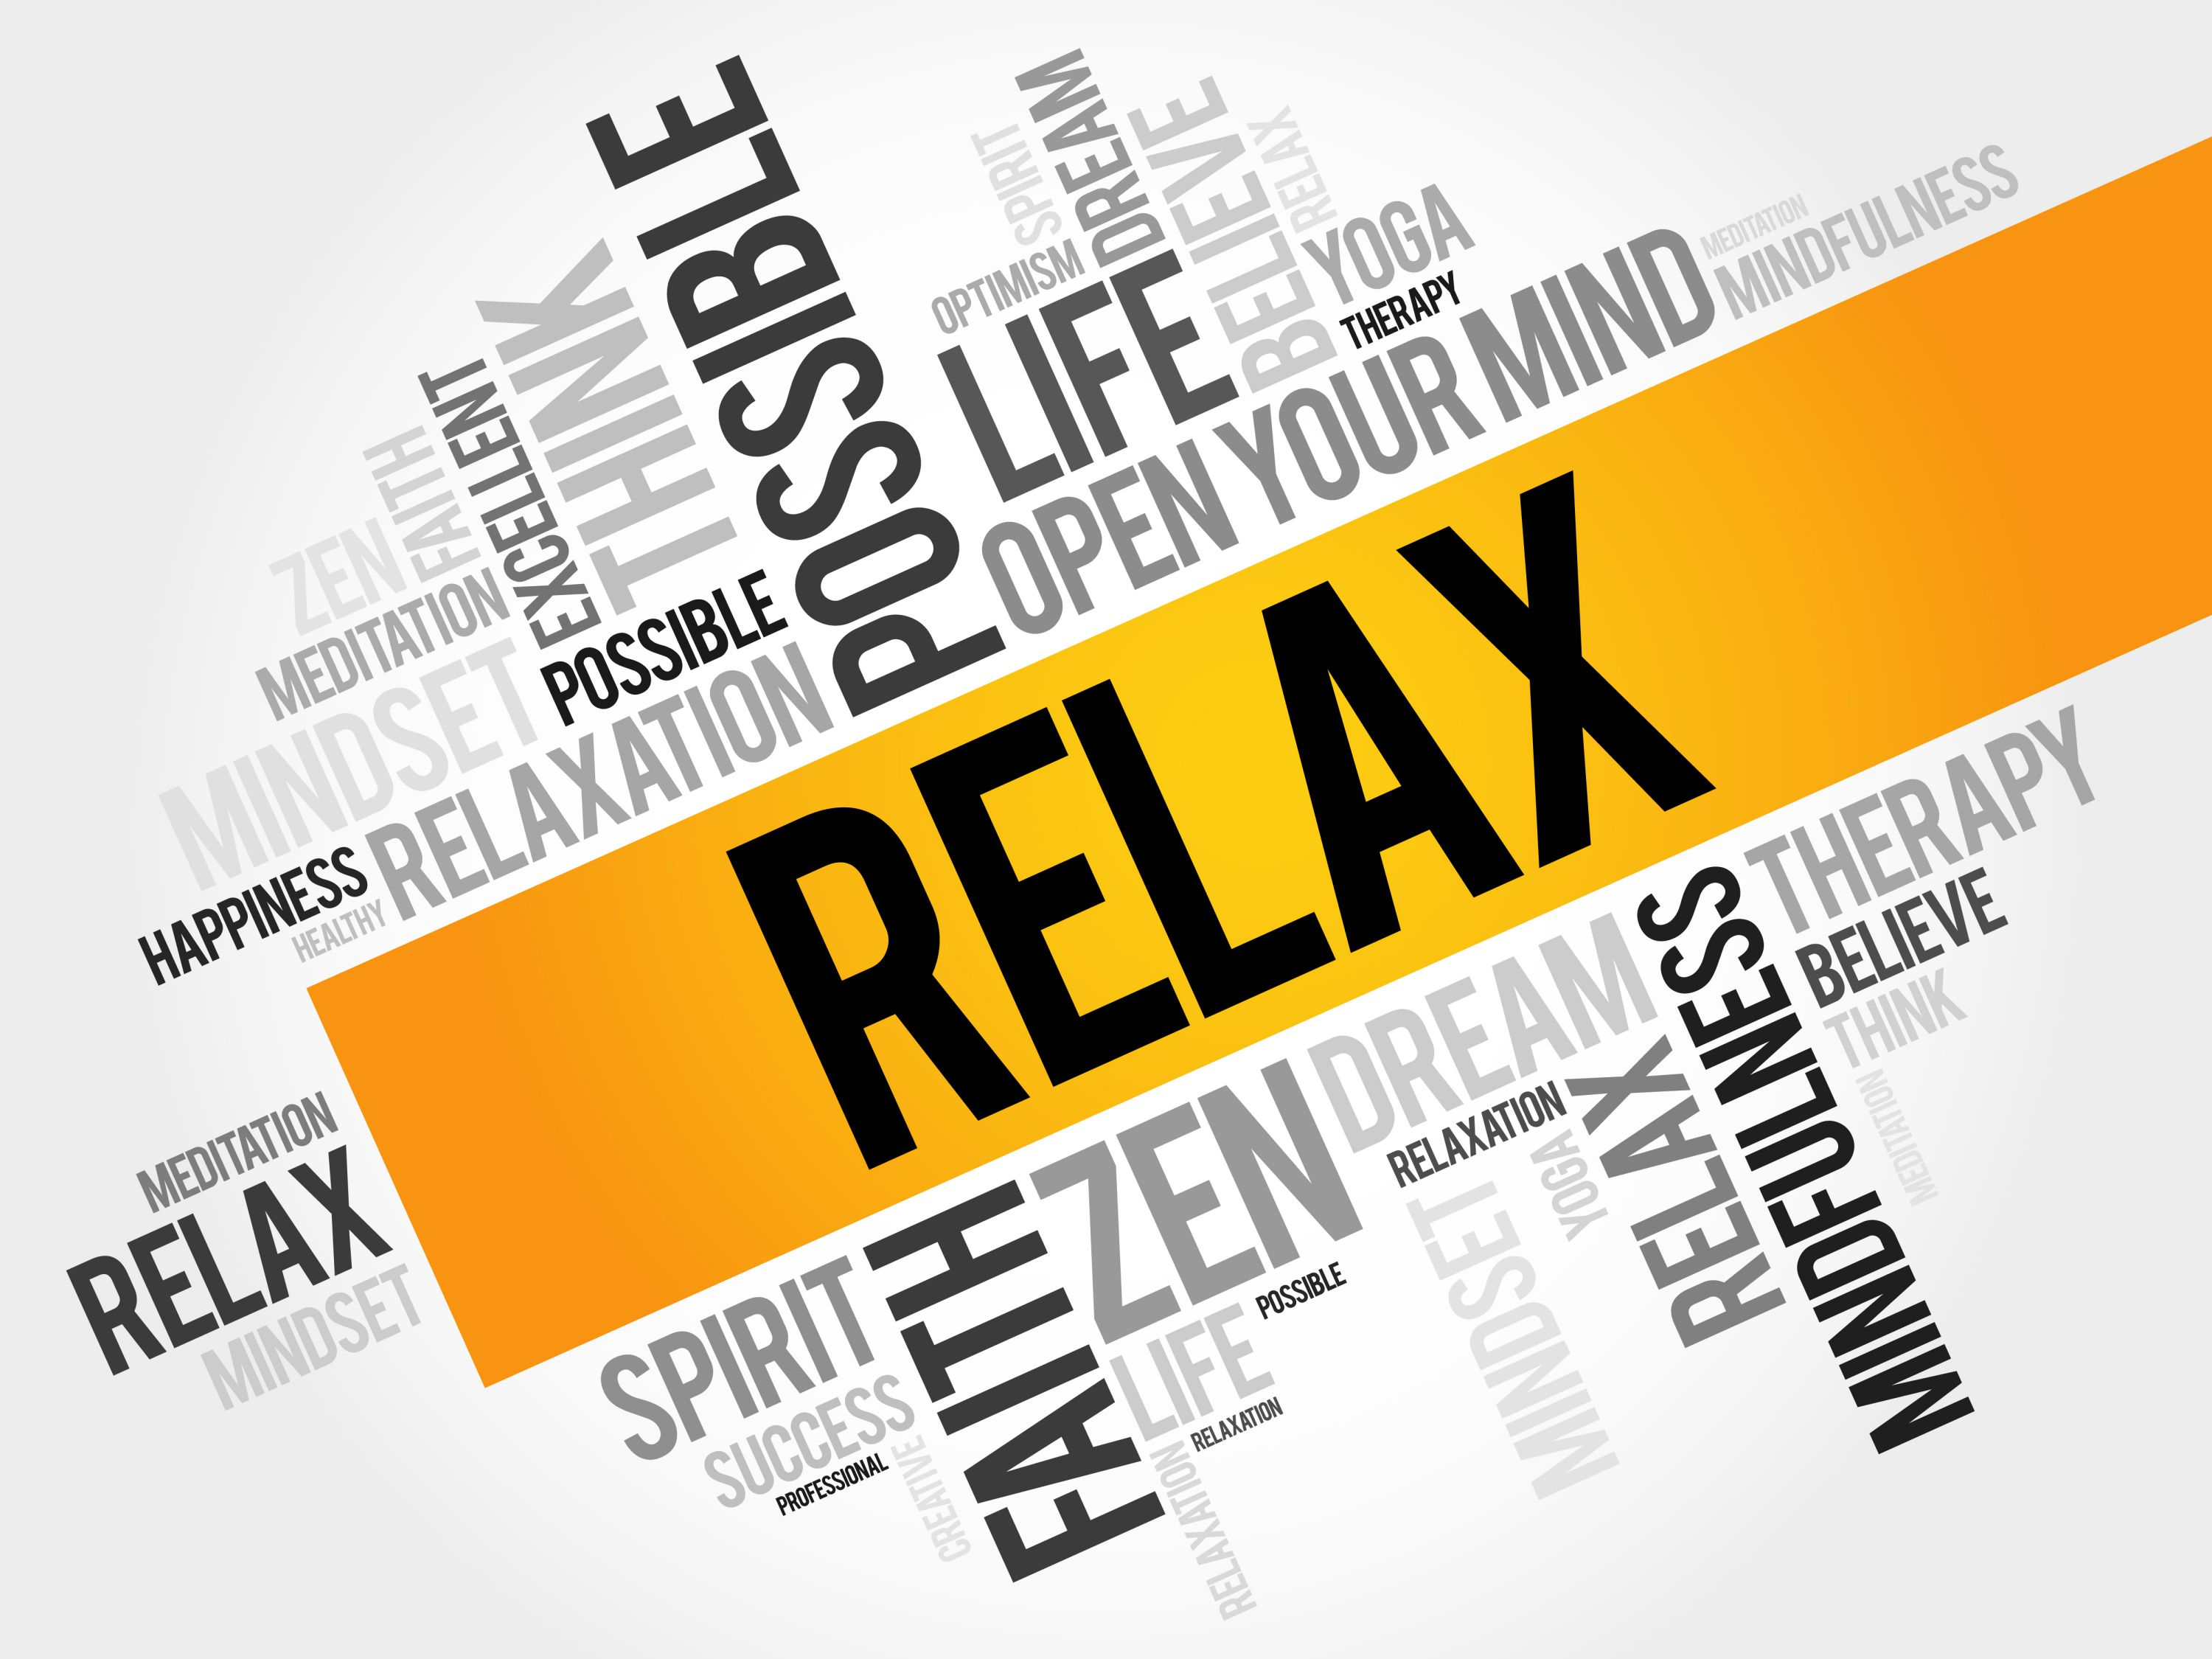 POSSIBLE
SPIRIT
DREAM
BELIEVE
RELAX
OPTIMISM
LIFE
YOGA
THERAPY
OPEN YOUR MIND
MEDITATION
MINDFULNESS
THINK
EXCELLENT
FAITH
ZEN
MEDITATION
MINDSET
POSSIBLE
RELAXATION
HAPPINESS
HEALTHY
RELAX
MEDITATION
RELAX
MINDSET
SPIRIT
SUCCESS
PROFESSIONAL
CREATIVE
FAITH
ZEN
LIFE
POSSIBLE
RELAXATION
RELAXATION
DREAM
RELAXATION
MINDSET
YOGA
RELAX
MINDFULNESS
THERAPY
BELIEVE
THINK
MEDITATION